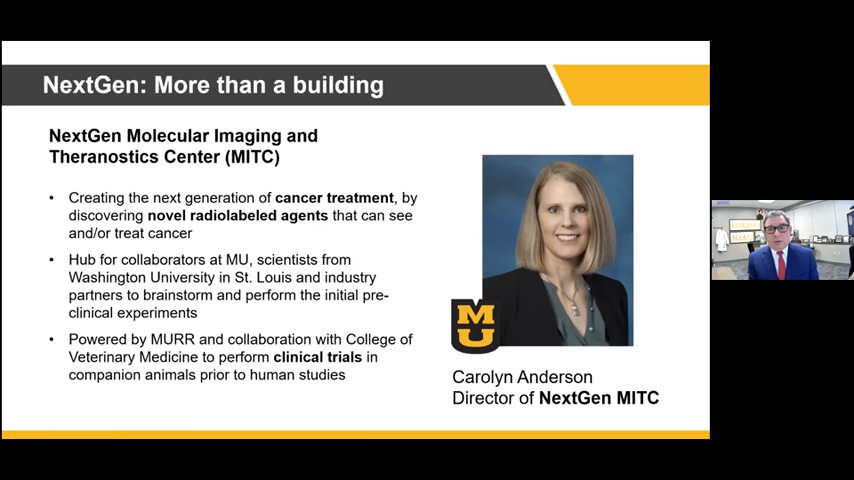 NextGen: More than a building
NextGen Molecular Imaging and
Theranostics Center (MITC)
• Creating the next generation of cancer treatment, by
discovering novel radiolabeled agents that can see
and/or treat cancer
• Hub for collaborators at MU, scientists from
Washington University in St. Louis and industry
partners to brainstorm and perform the initial pre-
clinical experiments
• Powered by MURR and collaboration with College of
Veterinary Medicine to perform clinical trials in
companion animals prior to human studies
MU
Carolyn Anderson
Director of NextGen MITC